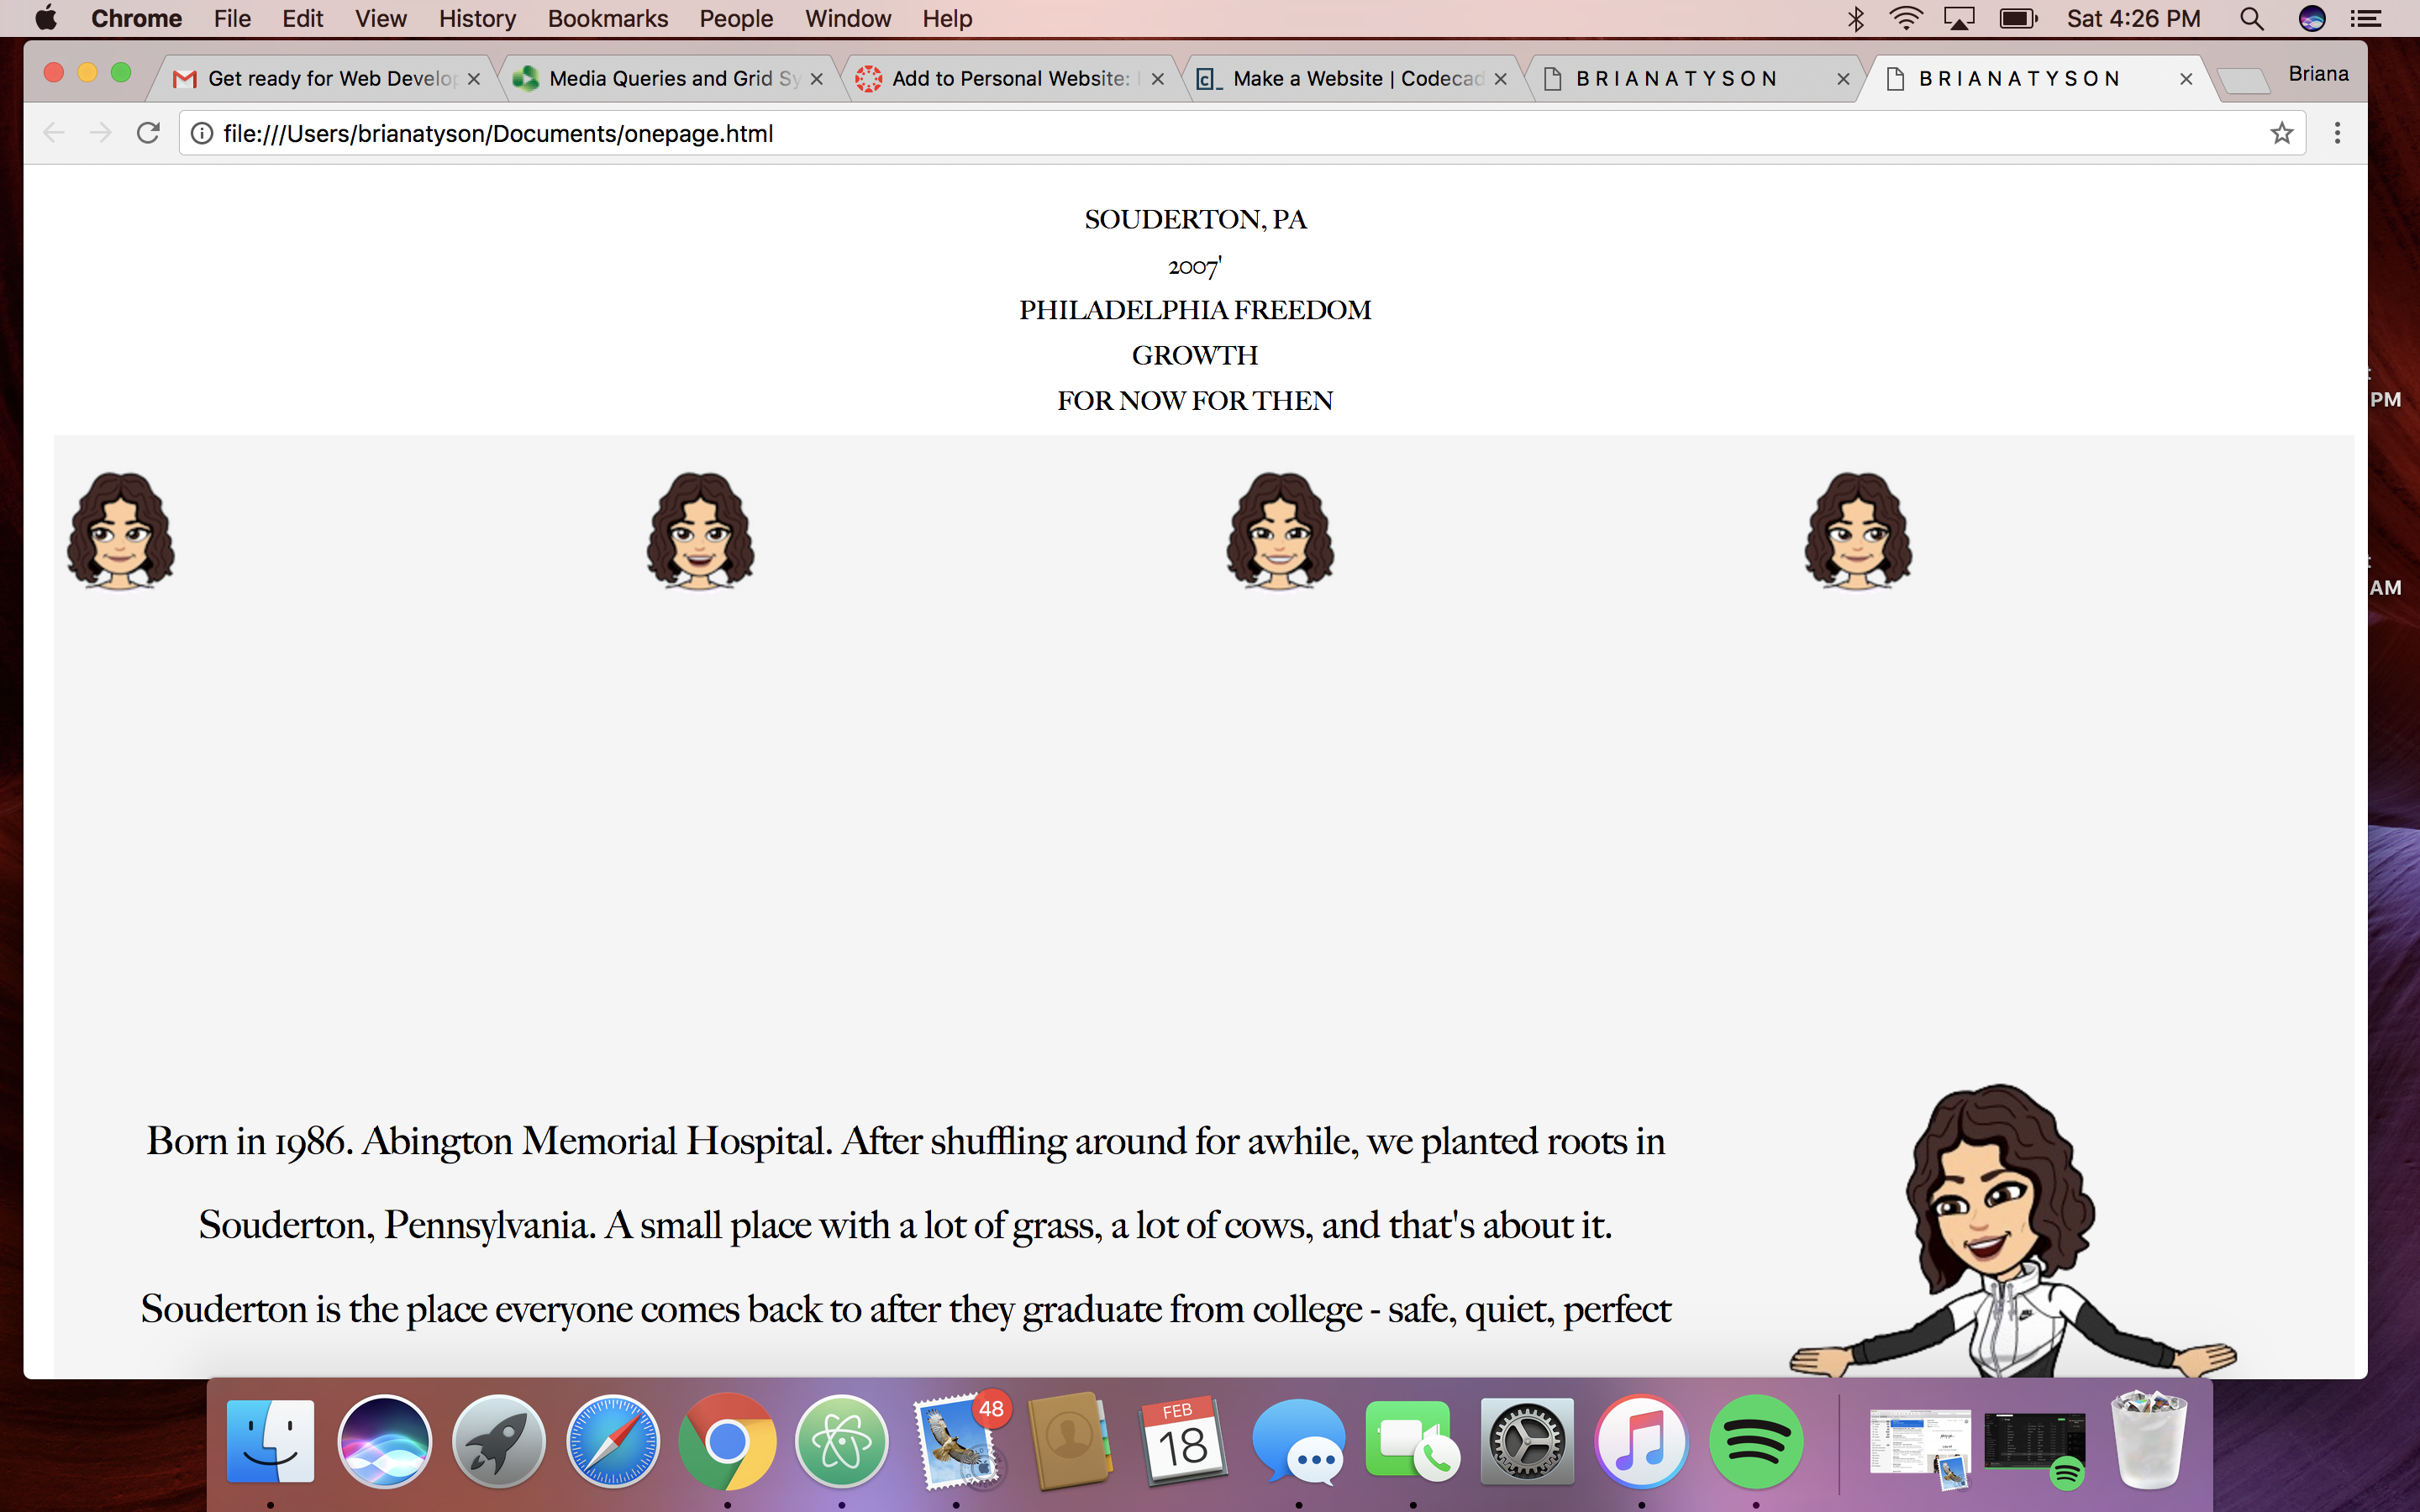 Chrome File Edit View History Bookmarks People Window Help Sat 4:26 PM
Get ready for Web Develop Media Queries and Grid Sy Add to Personal Website: Make a Website | Codecad B R I A N A T Y S O N B R I A N A T Y S O N Briana
file:///Users/brianatyson/Documents/onepage.html
SOUDERTON, PA
2007'
PHILADELPHIA FREEDOM
GROWTH
FOR NOW FOR THEN
PM
AM
Born in 1986. Abington Memorial Hospital. After shuffling around for awhile, we planted roots in
Souderton, Pennsylvania. A small place with a lot of grass, a lot of cows, and that's about it.
Souderton is the place everyone comes back to after they graduate from college - safe, quiet, perfect
48
FEB
18